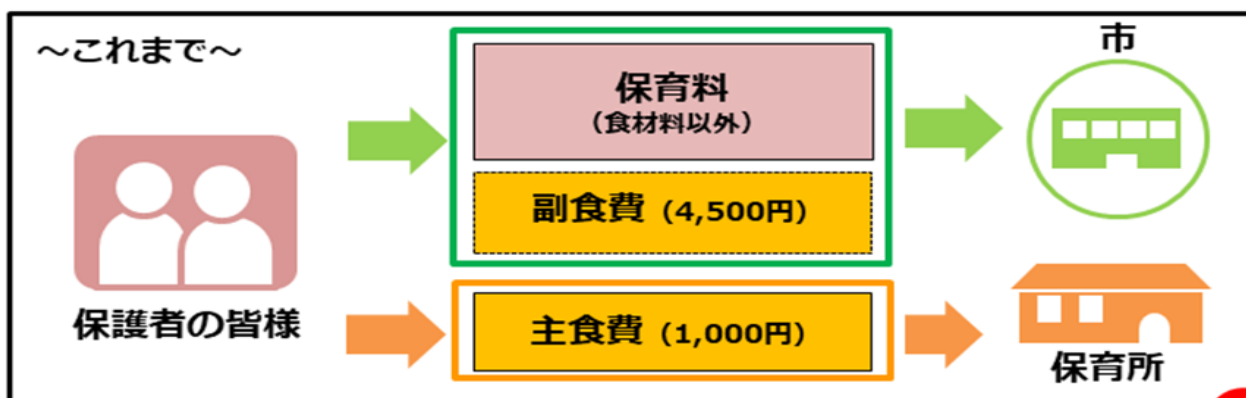 ～これまで～
保育料
（食材料以外）
副食費（4,500円）
市
保護者の皆様
主食費（1,000円）
保育所